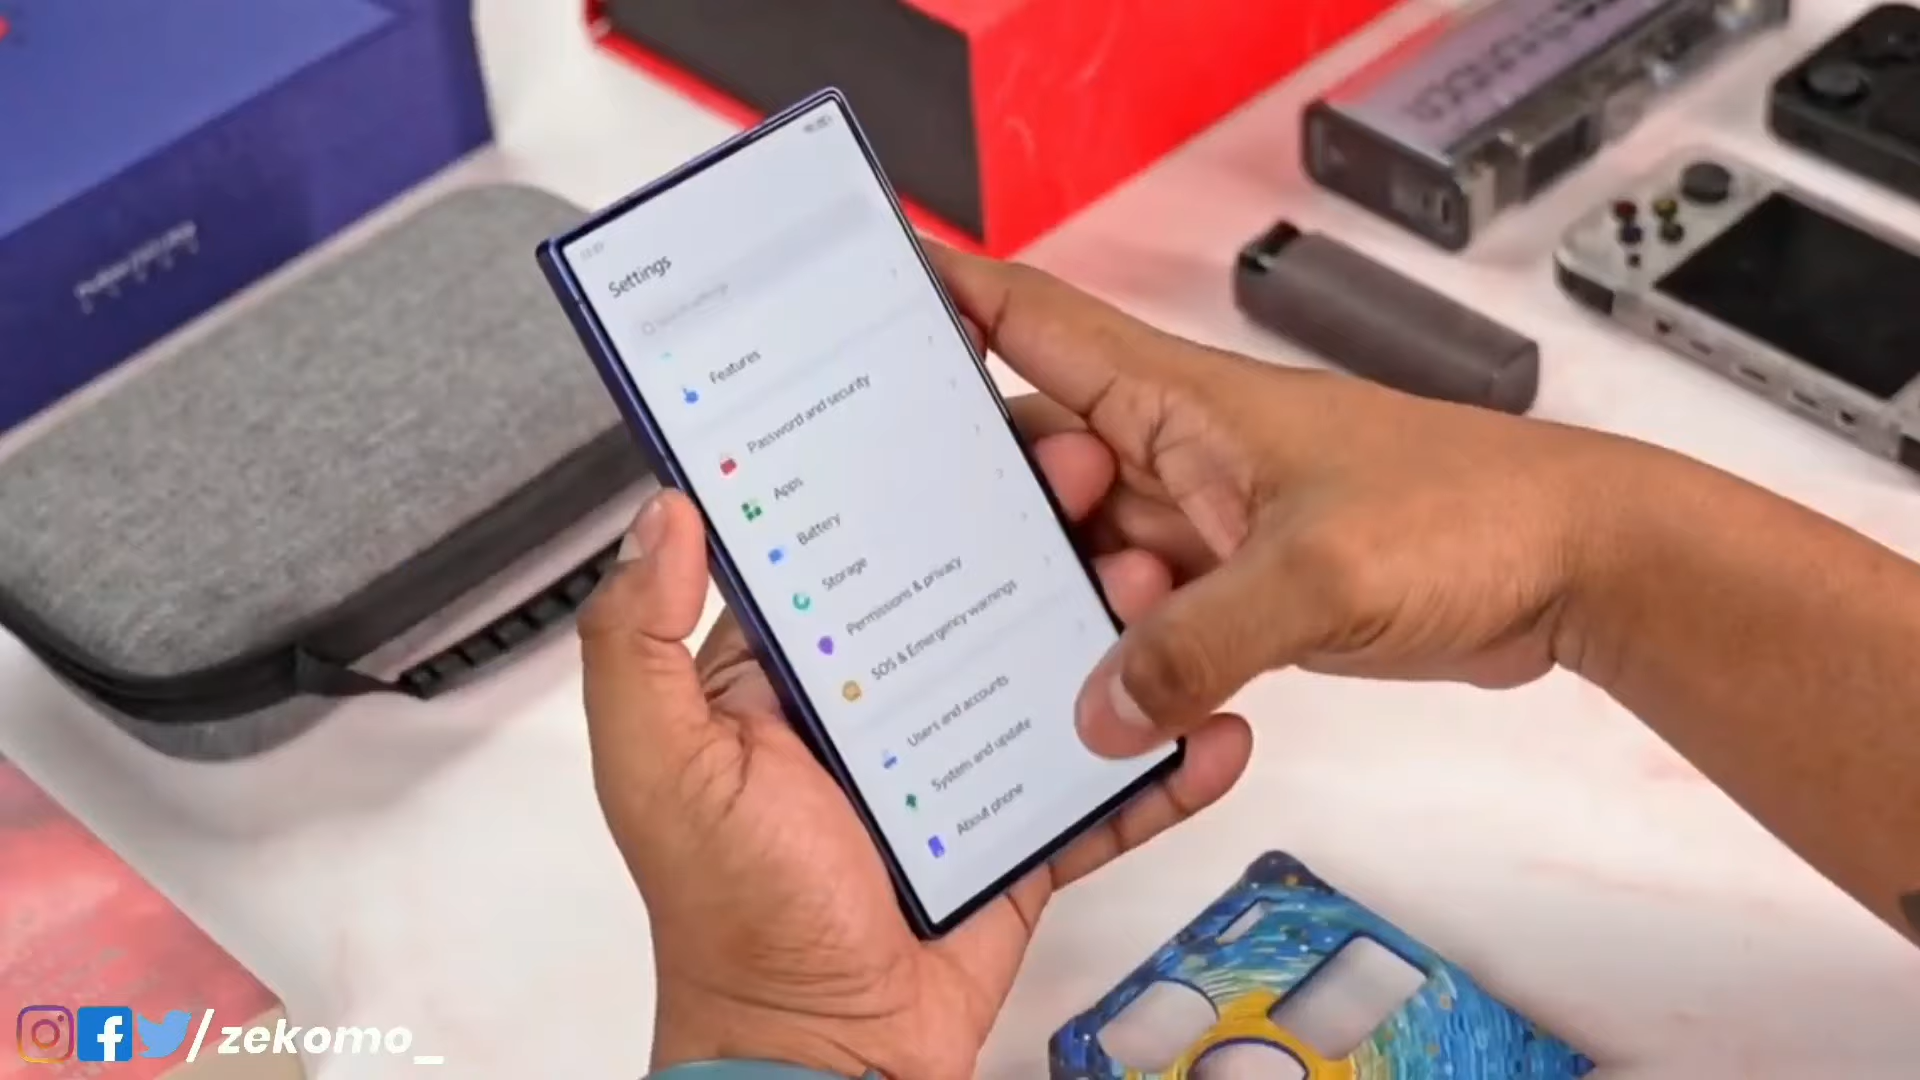 Settings
Features
Password and security
Apps
Battery
Storage
Permissions & privacy
SOS & Emergency warnings
Users and accounts
System and update
About phone
/zekomo_